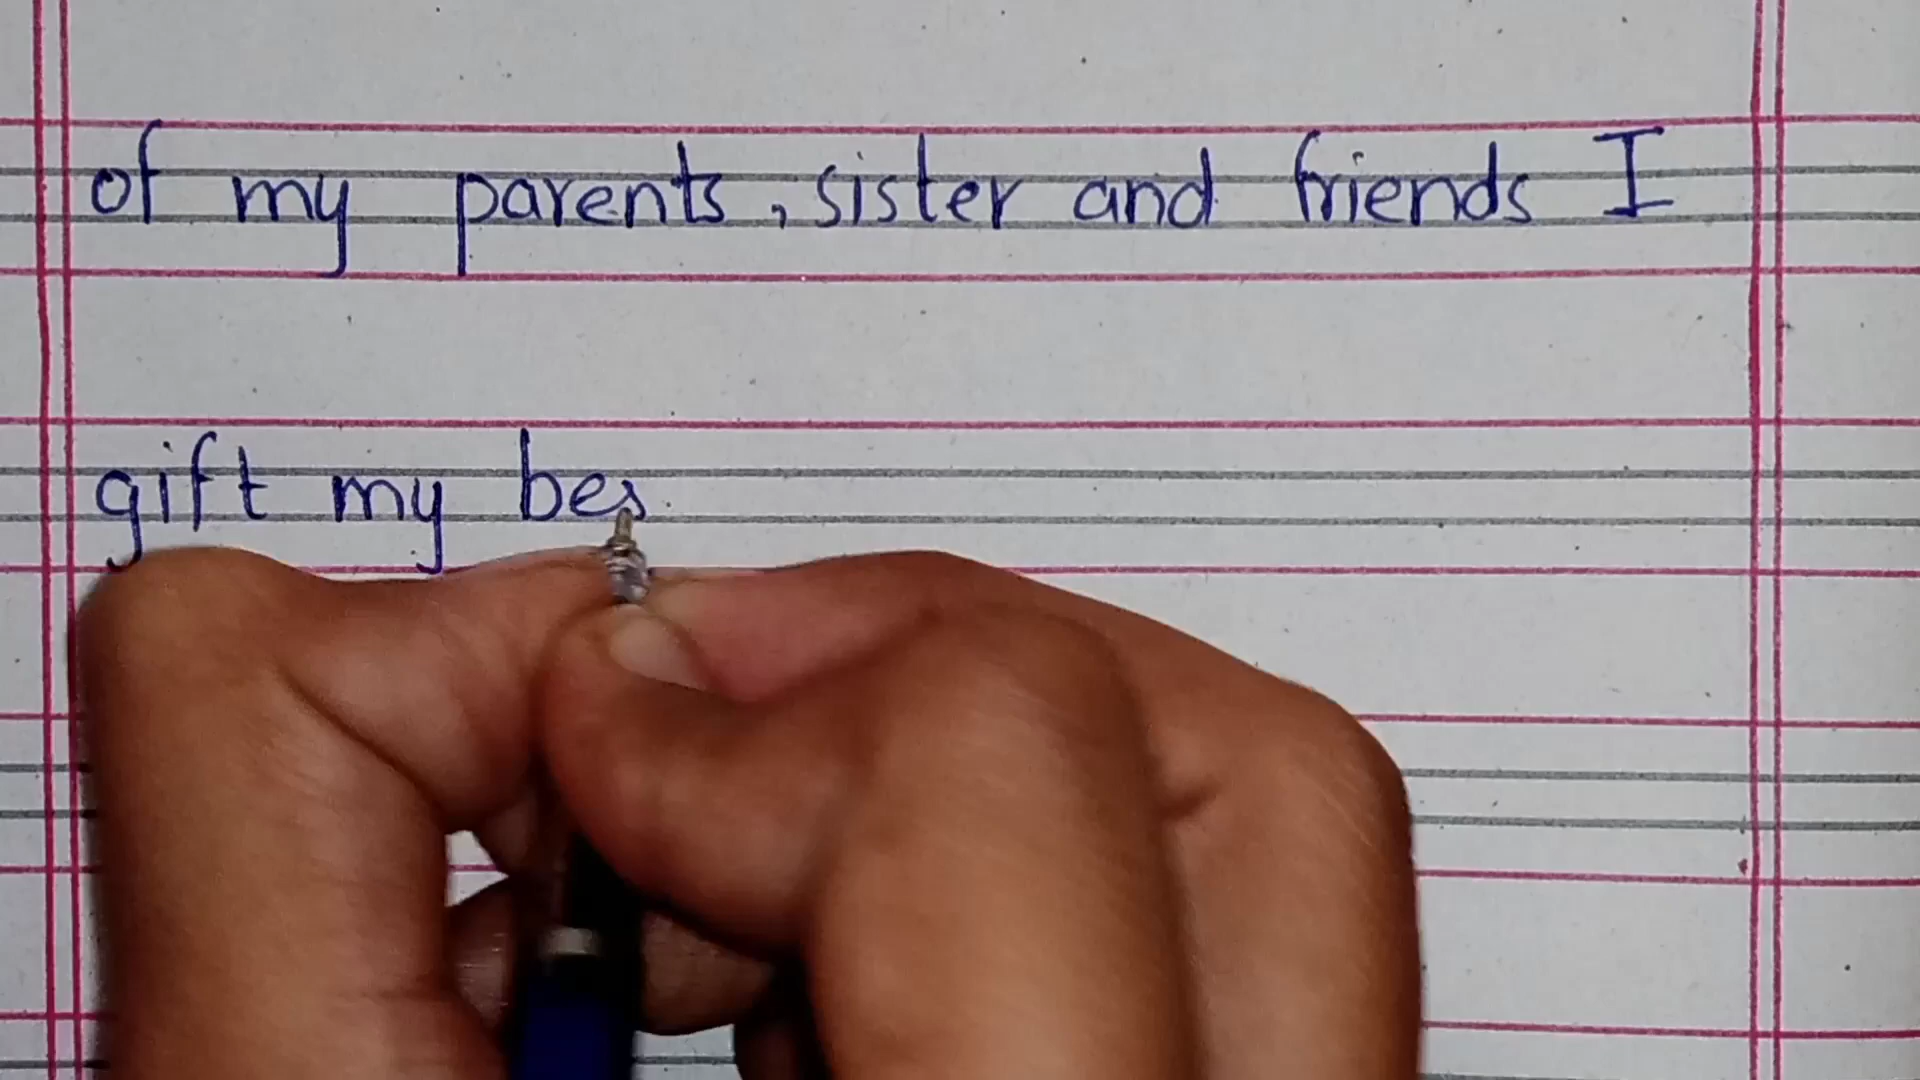 of my parents, sister and friends I
gift my bes